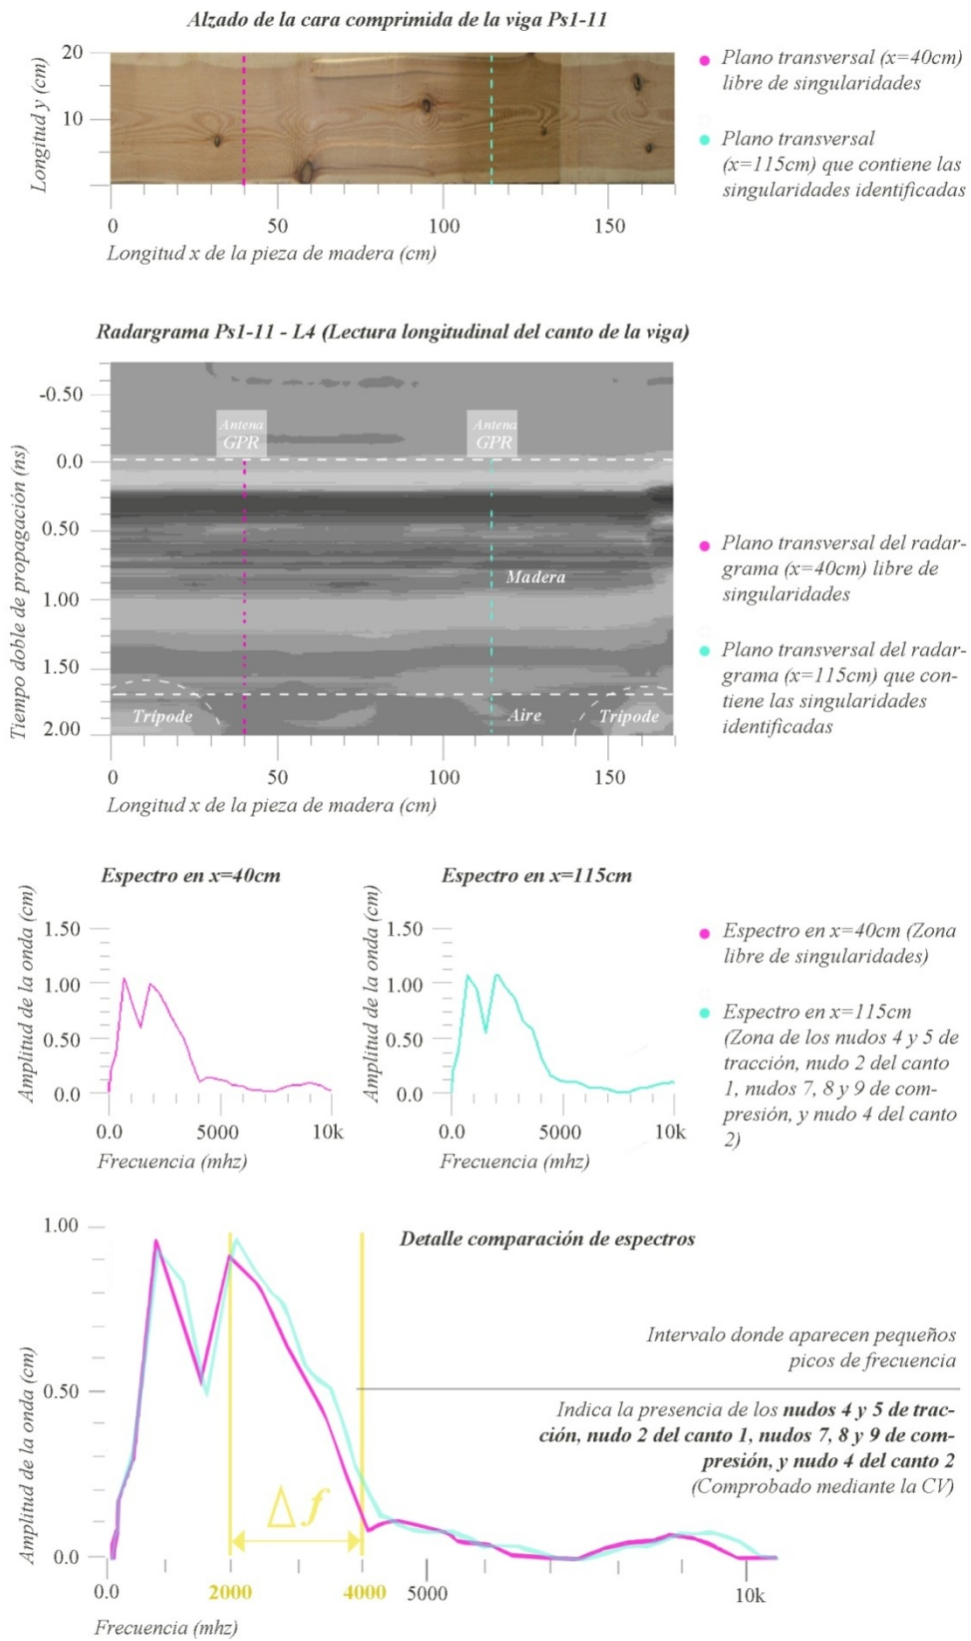 Alzado de la cara comprimida de la viga Ps1-11
Longitud y (cm)
20
10
0
50
100
150
Longitud x de la pieza de madera (cm)
Plano transversal (x=40cm)
libre de singularidades
Plano transversal
(x=115cm) que contiene las
singularidades identificadas
Radargrama Ps1-11 - L4 (Lectura longitudinal del canto de la viga)
Tiempo doble de propagación (ns)
-0.50
0.0
0.50
1.00
1.50
2.00
Antena
GPR
Antena
GPR
Madera
Trípode
Aire
Trípode
0
50
100
150
Longitud x de la pieza de madera (cm)
Plano transversal del radar-
grama (x=40cm) libre de
singularidades
Plano transversal del radar-
grama (x=115cm) que con-
tiene las singularidades
identificadas
Espectro en x=40cm
Amplitud de la onda (cm)
1.50
1.00
0.50
0.0
0.0
5000
10k
Frecuencia (mhz)
Espectro en x=115cm
Amplitud de la onda (cm)
1.50
1.00
0.50
0.0
0.0
5000
10k
Frecuencia (mhz)
Espectro en x=40cm (Zona
libre de singularidades)
Espectro en x=115cm
(Zona de los nudos 4 y 5 de
tracción, nudo 2 del canto
1, nudos 7, 8 y 9 de com-
presión, y nudo 4 del canto
2)
Detalle comparación de espectros
Amplitud de la onda (cm)
1.00
0.50
0.0
Δ f
Intervalo donde aparecen pequeños
picos de frecuencia
Indica la presencia de los nudos 4 y 5 de trac-
ción, nudo 2 del canto 1, nudos 7, 8 y 9 de com-
presión, y nudo 4 del canto 2
(Comprobado mediante la CV)
0.0
2000
4000
5000
10k
Frecuencia (mhz)